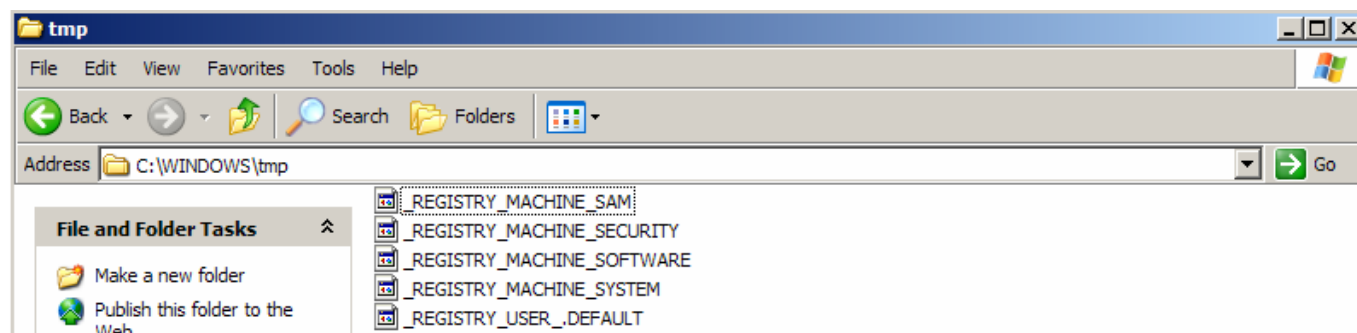 tmp
File Edit View Favorites Tools Help
Back Search Folders
Address C:\WINDOWS\tmp Go
File and Folder Tasks
Make a new folder
Publish this folder to the
Web
_REGISTRY_MACHINE_SAM
_REGISTRY_MACHINE_SECURITY
_REGISTRY_MACHINE_SOFTWARE
_REGISTRY_MACHINE_SYSTEM
_REGISTRY_USER_.DEFAULT